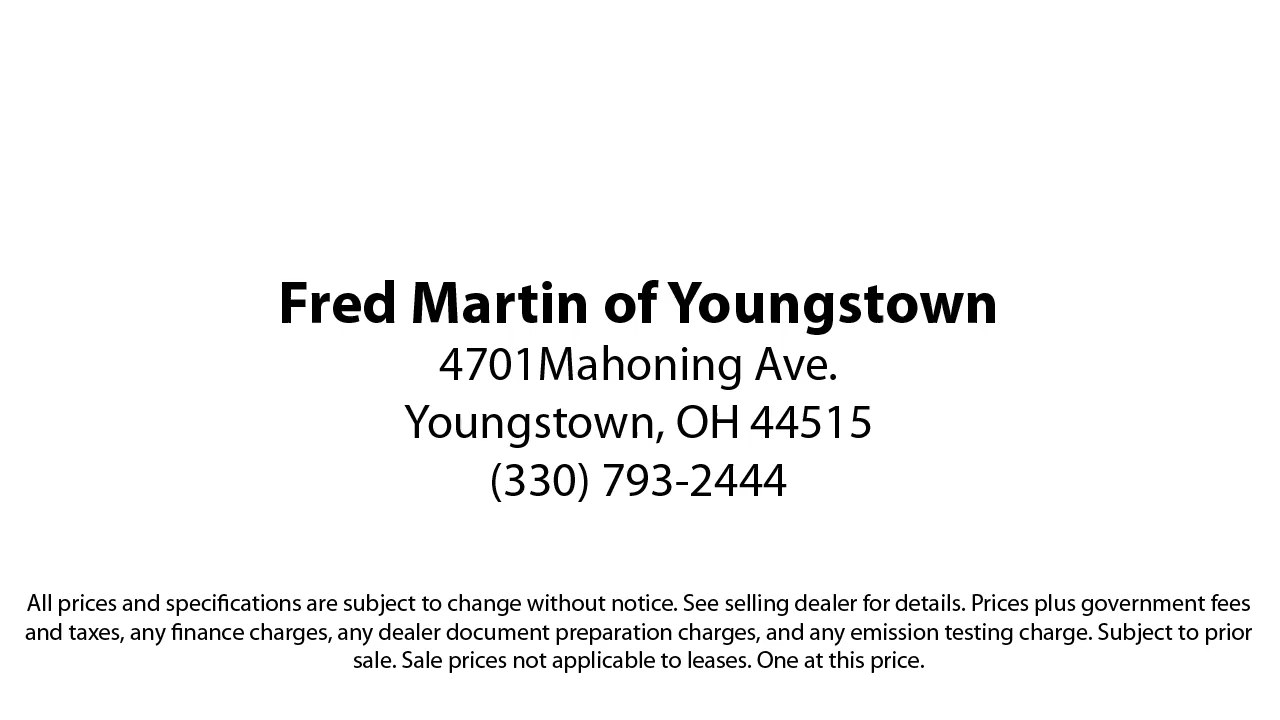 Fred Martin of Youngstown
4701Mahoning Ave.
Youngstown, OH 44515
(330) 793-2444
All prices and specifications are subject to change without notice. See selling dealer for details. Prices plus government fees
and taxes, any finance charges, any dealer document preparation charges, and any emission testing charge. Subject to prior
sale. Sale prices not applicable to leases. One at this price.